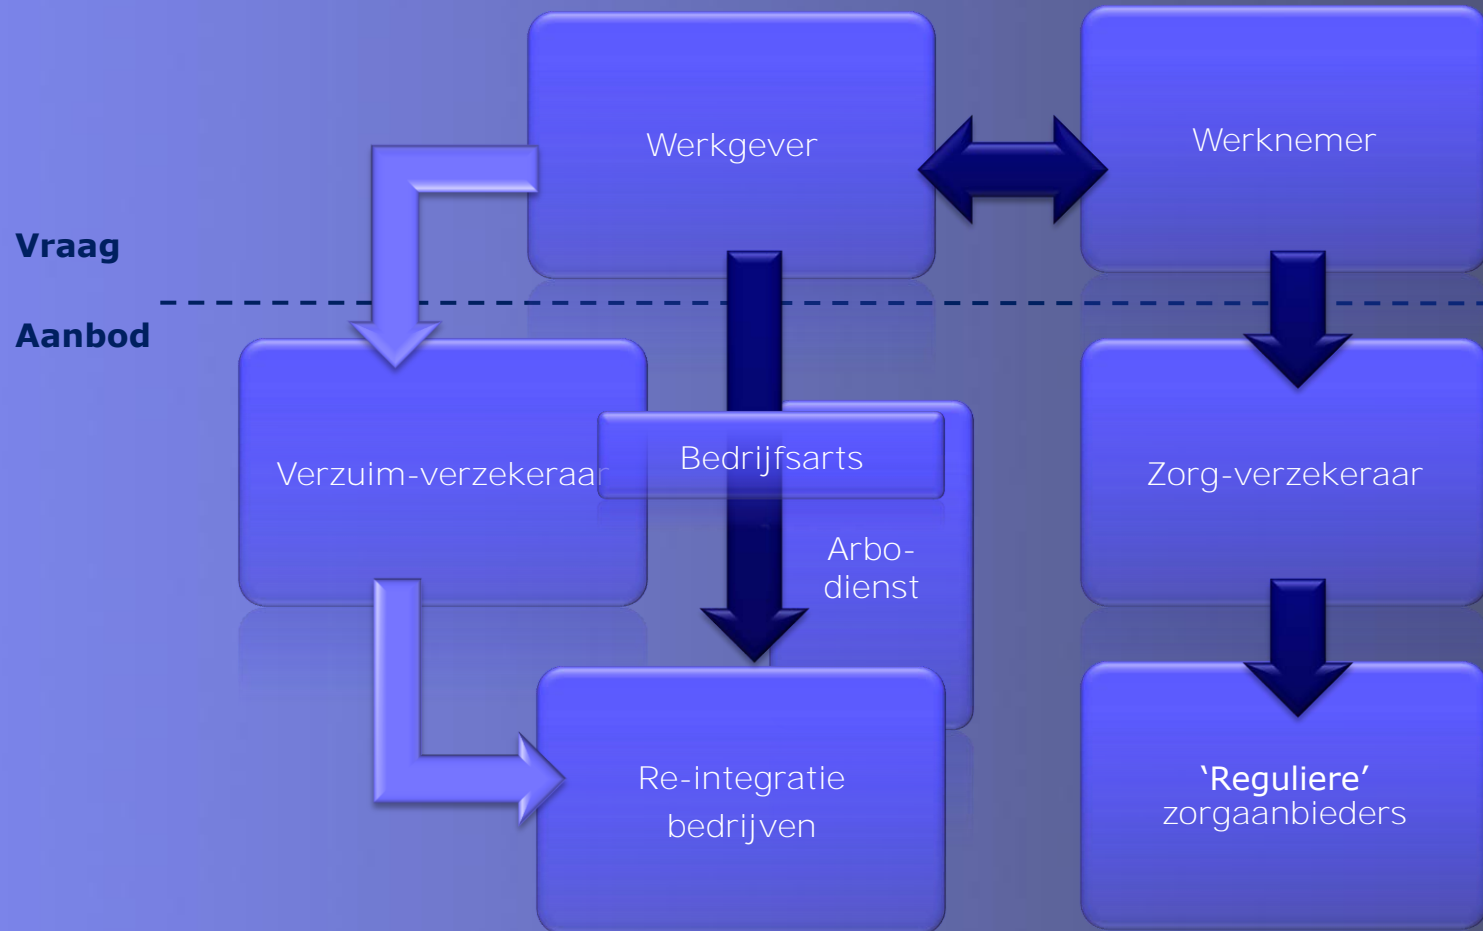 Werkgever
Werknemer
Vraag
Aanbod
Verzuim-verzekeraar
Bedrijfsarts
Zorg-verzekeraar
Arbo-
dienst
Re-integratie
bedrijven
‘Reguliere’
zorgaanbieders